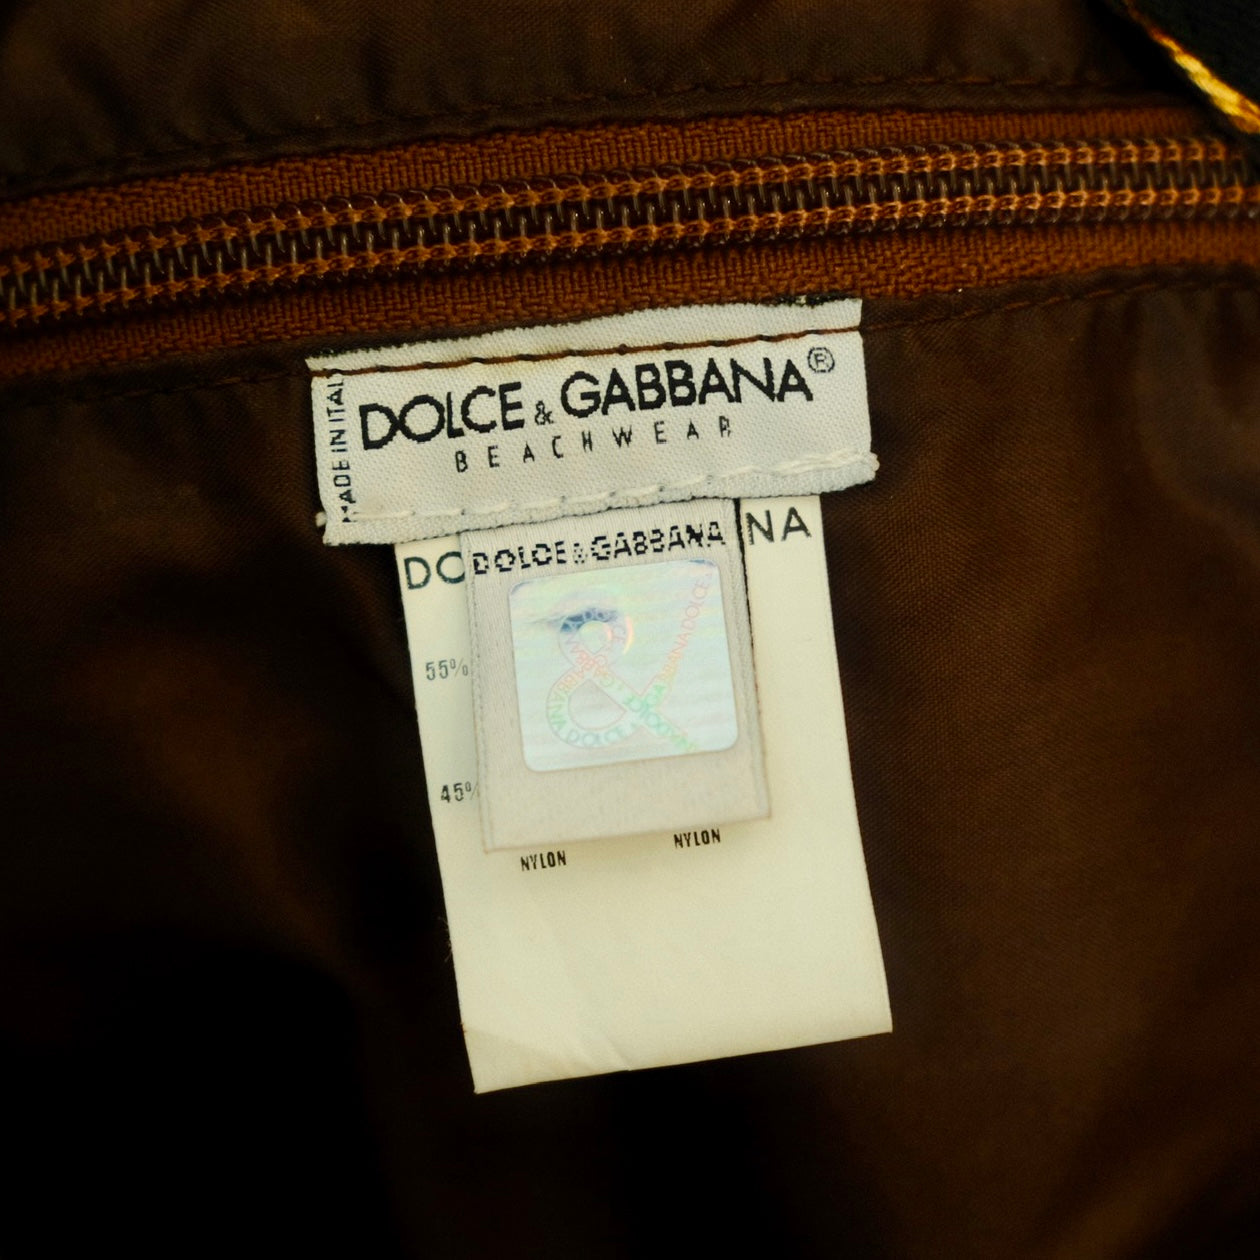 MADE IN ITALY
DOLCE & GABBANA®
BEACHWEAR
DOLCE & GABBANA
DO NA
55%
45%
NYLON NYLON